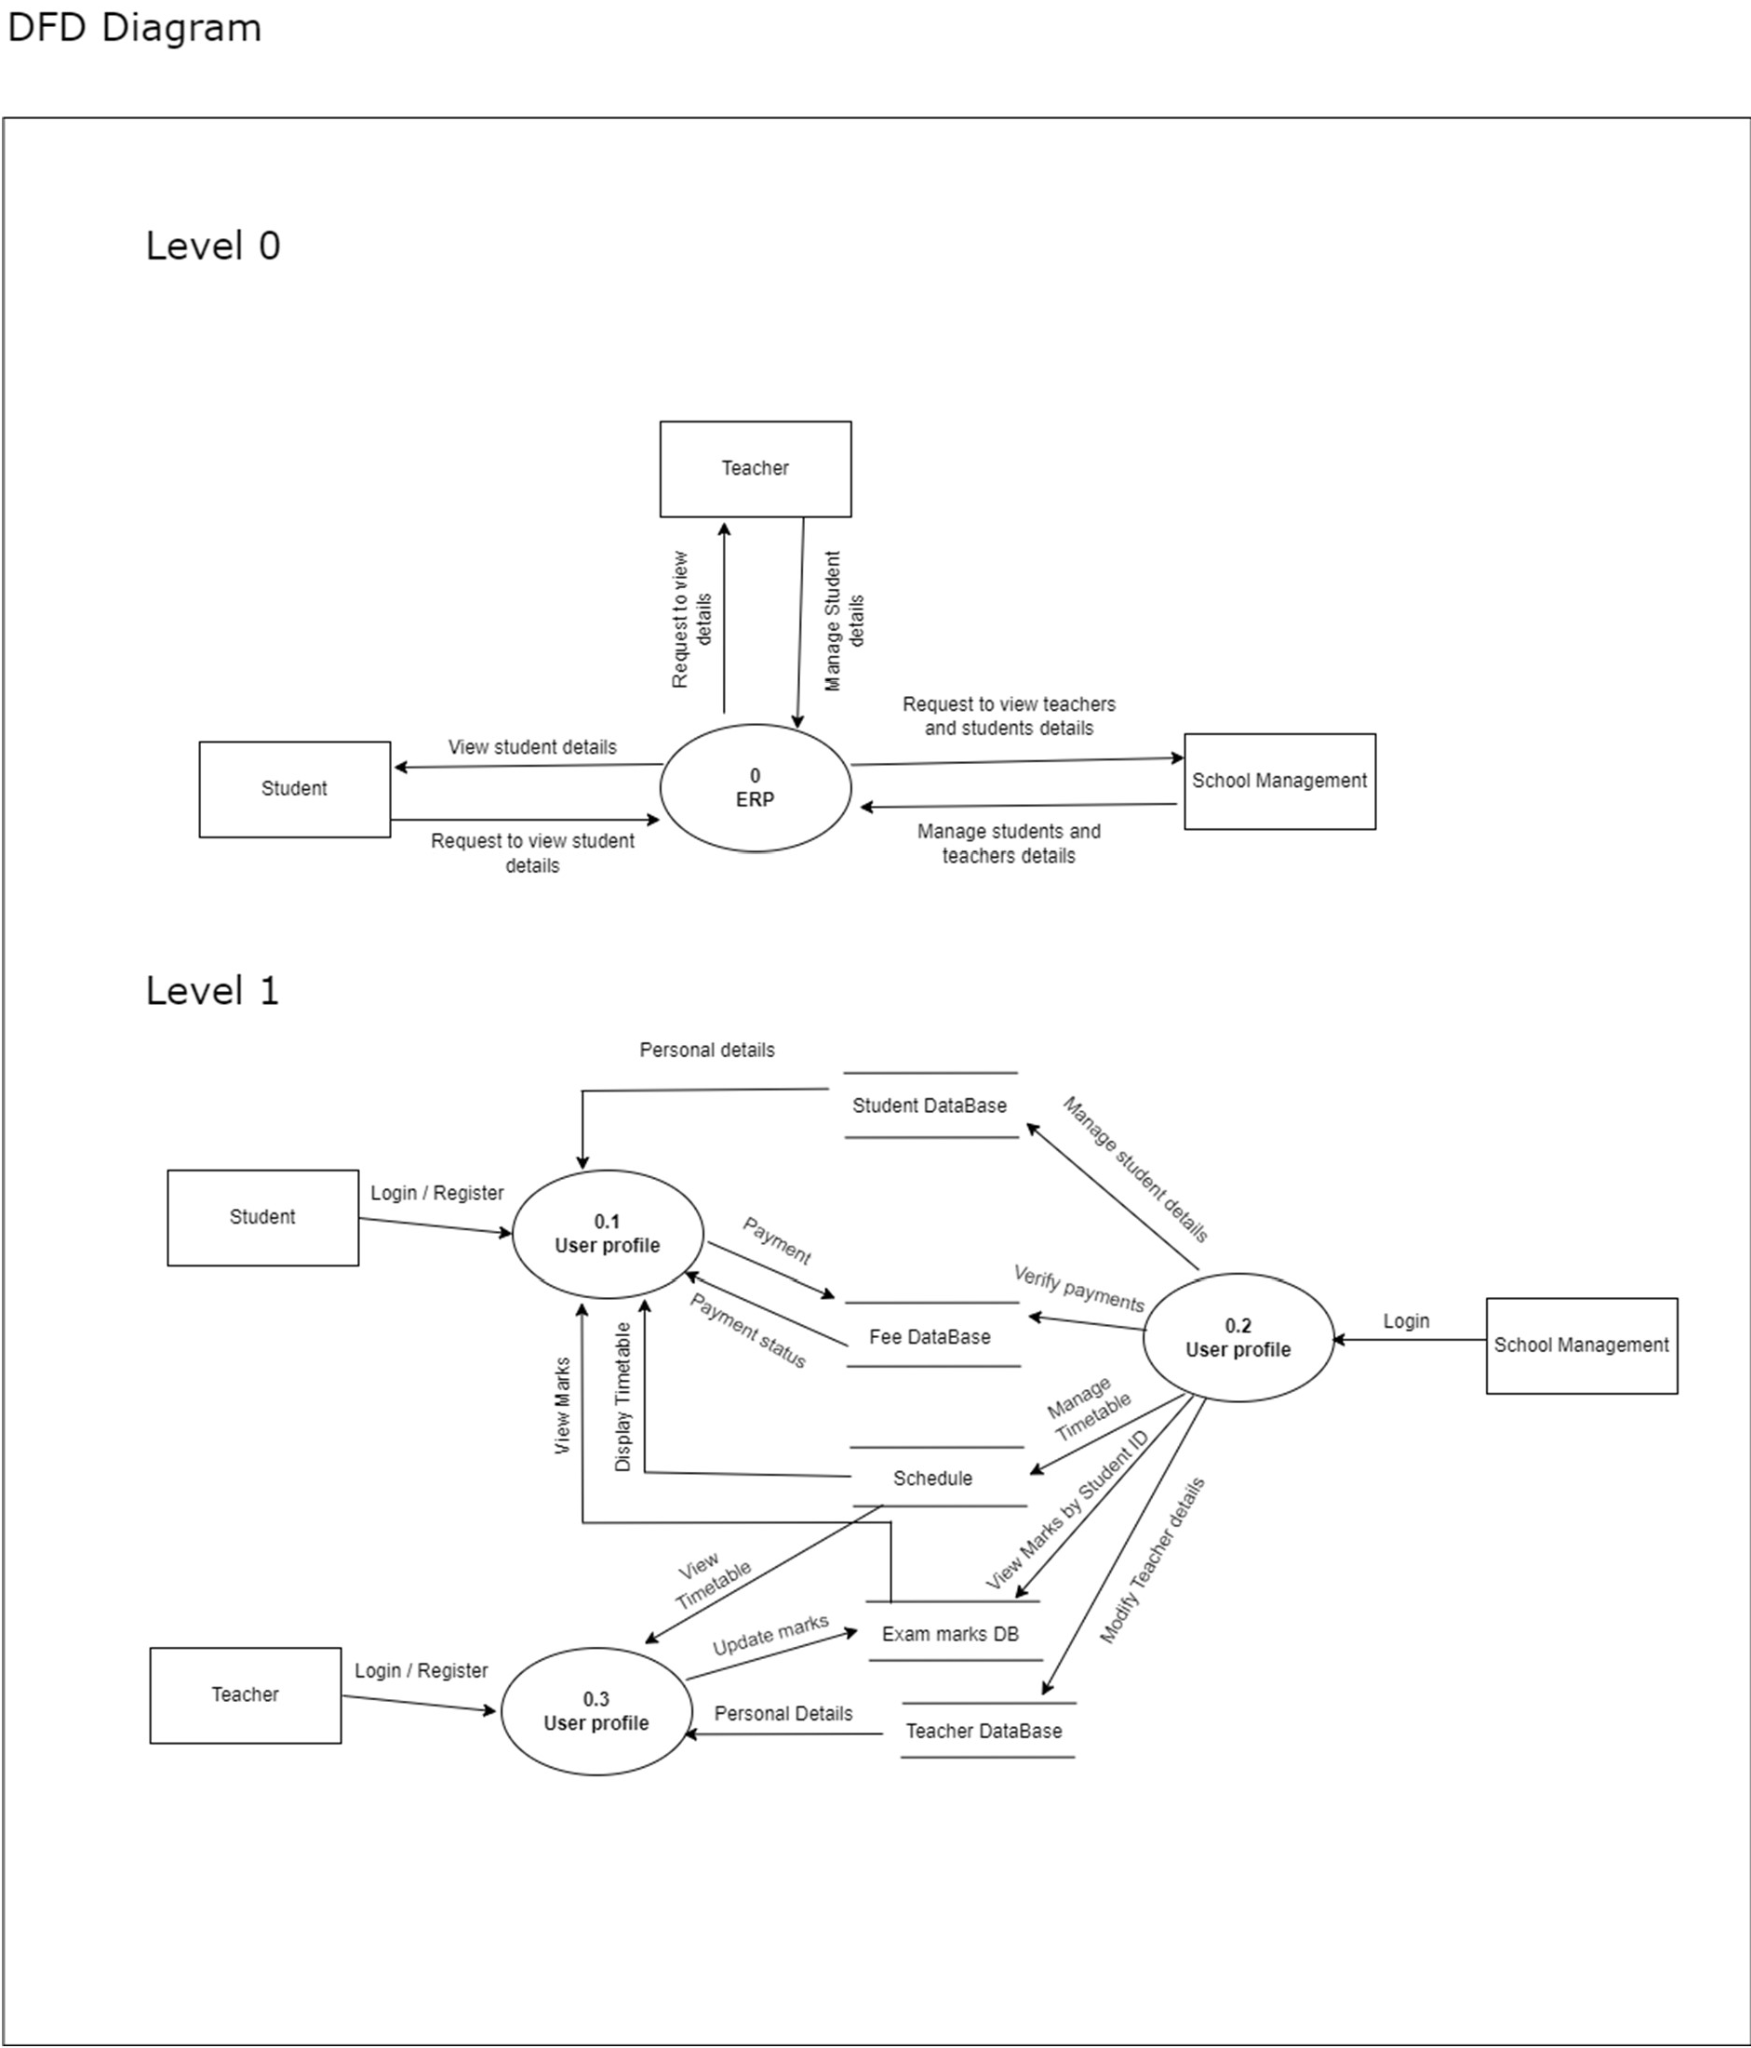 DFD Diagram
Level 0
Teacher
Request to view
details
Manage Student
details
Request to view teachers
and students details
View student details
Student
0
ERP
School Management
Request to view student
details
Manage students and
teachers details
Level 1
Personal details
Student DataBase
Manage student details
Student
Login / Register
0.1
User profile
Payment
Payment status
Verify payments
Fee DataBase
0.2
User profile
Login
School Management
View Marks
Display Timetable
Manage
Timetable
Schedule
View Marks by Student ID
Modify Teacher details
View
Timetable
Update marks
Exam marks DB
Teacher
Login / Register
0.3
User profile
Personal Details
Teacher DataBase